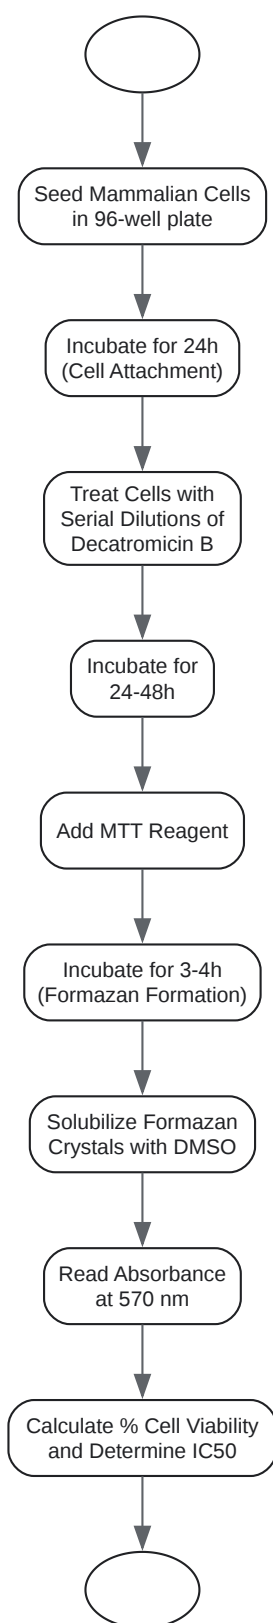 Seed Mammalian Cells
in 96-well plate
Incubate for 24h
(Cell Attachment)
Treat Cells with
Serial Dilutions of
Decatromicin B
Incubate for
24-48h
Add MTT Reagent
Incubate for 3-4h
(Formazan Formation)
Solubilize Formazan
Crystals with DMSO
Read Absorbance
at 570 nm
Calculate % Cell Viability
and Determine IC50